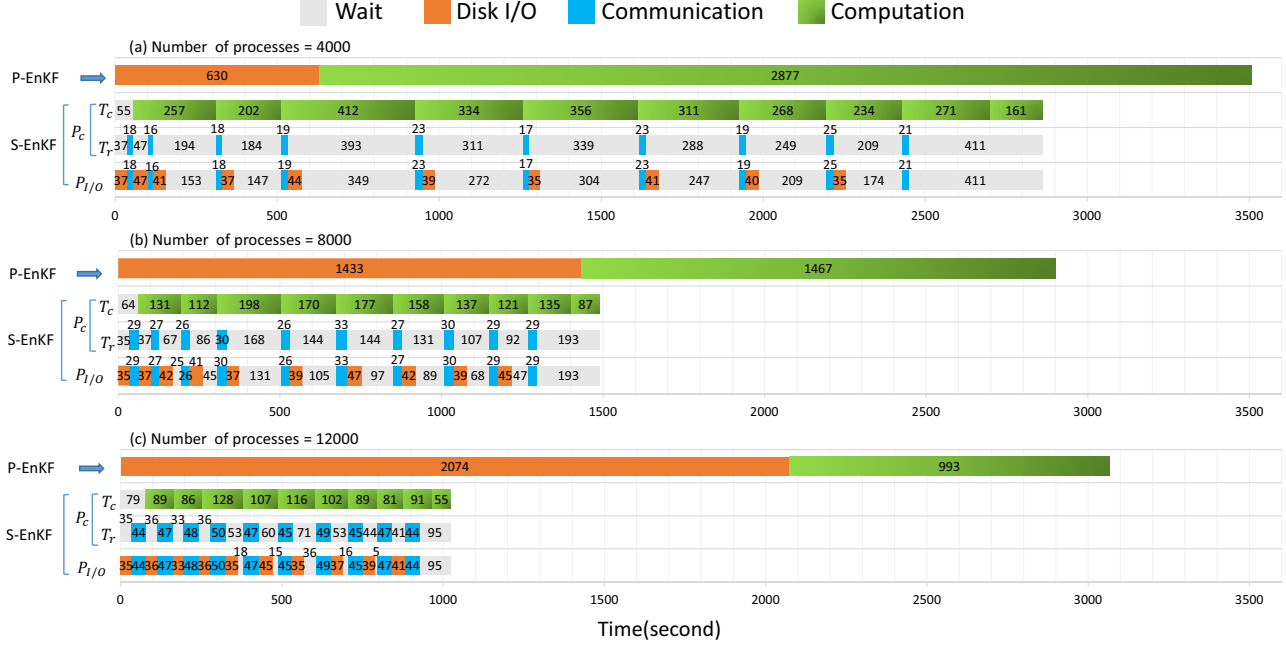 Wait Disk I/O Communication Computation
(a) Number of processes = 4000
P-EnKF 630 2877
T_c 55 257 202 412 334 356 311 268 234 271 161
18 16 18 19 23 17 23 19 25 21
S-EnKF P_c T_r 37 47 194 184 393 311 339 288 249 209 411
18 16 18 19 23 17 23 19 25 21
P_{I/O} 37 47 41 153 37 147 44 349 39 272 35 304 41 247 40 209 35 174 411
0 500 1000 1500 2000 2500 3000 3500
(b) Number of processes = 8000
P-EnKF 1433 1467
T_c 64 131 112 198 170 177 158 137 121 135 87
29 27 26 26 33 27 30 29 29
S-EnKF P_c T_r 35 37 67 86 30 168 144 144 131 107 92 193
29 27 25 41 30 26 33 27 30 29 29
P_{I/O} 35 37 42 26 45 37 131 39 105 47 97 42 89 39 68 45 47 193
0 500 1000 1500 2000 2500 3000 3500
(c) Number of processes = 12000
P-EnKF 2074 993
T_c 79 89 86 128 107 116 102 89 81 91 55
35 36 33 36
S-EnKF P_c T_r 44 47 48 50 53 47 60 45 71 49 53 45 44 47 41 44 95
18 15 36 16 5
P_{I/O} 35 44 36 47 33 48 36 50 35 47 45 45 35 49 37 45 39 47 41 44 95
0 500 1000 1500 2000 2500 3000 3500
Time(second)